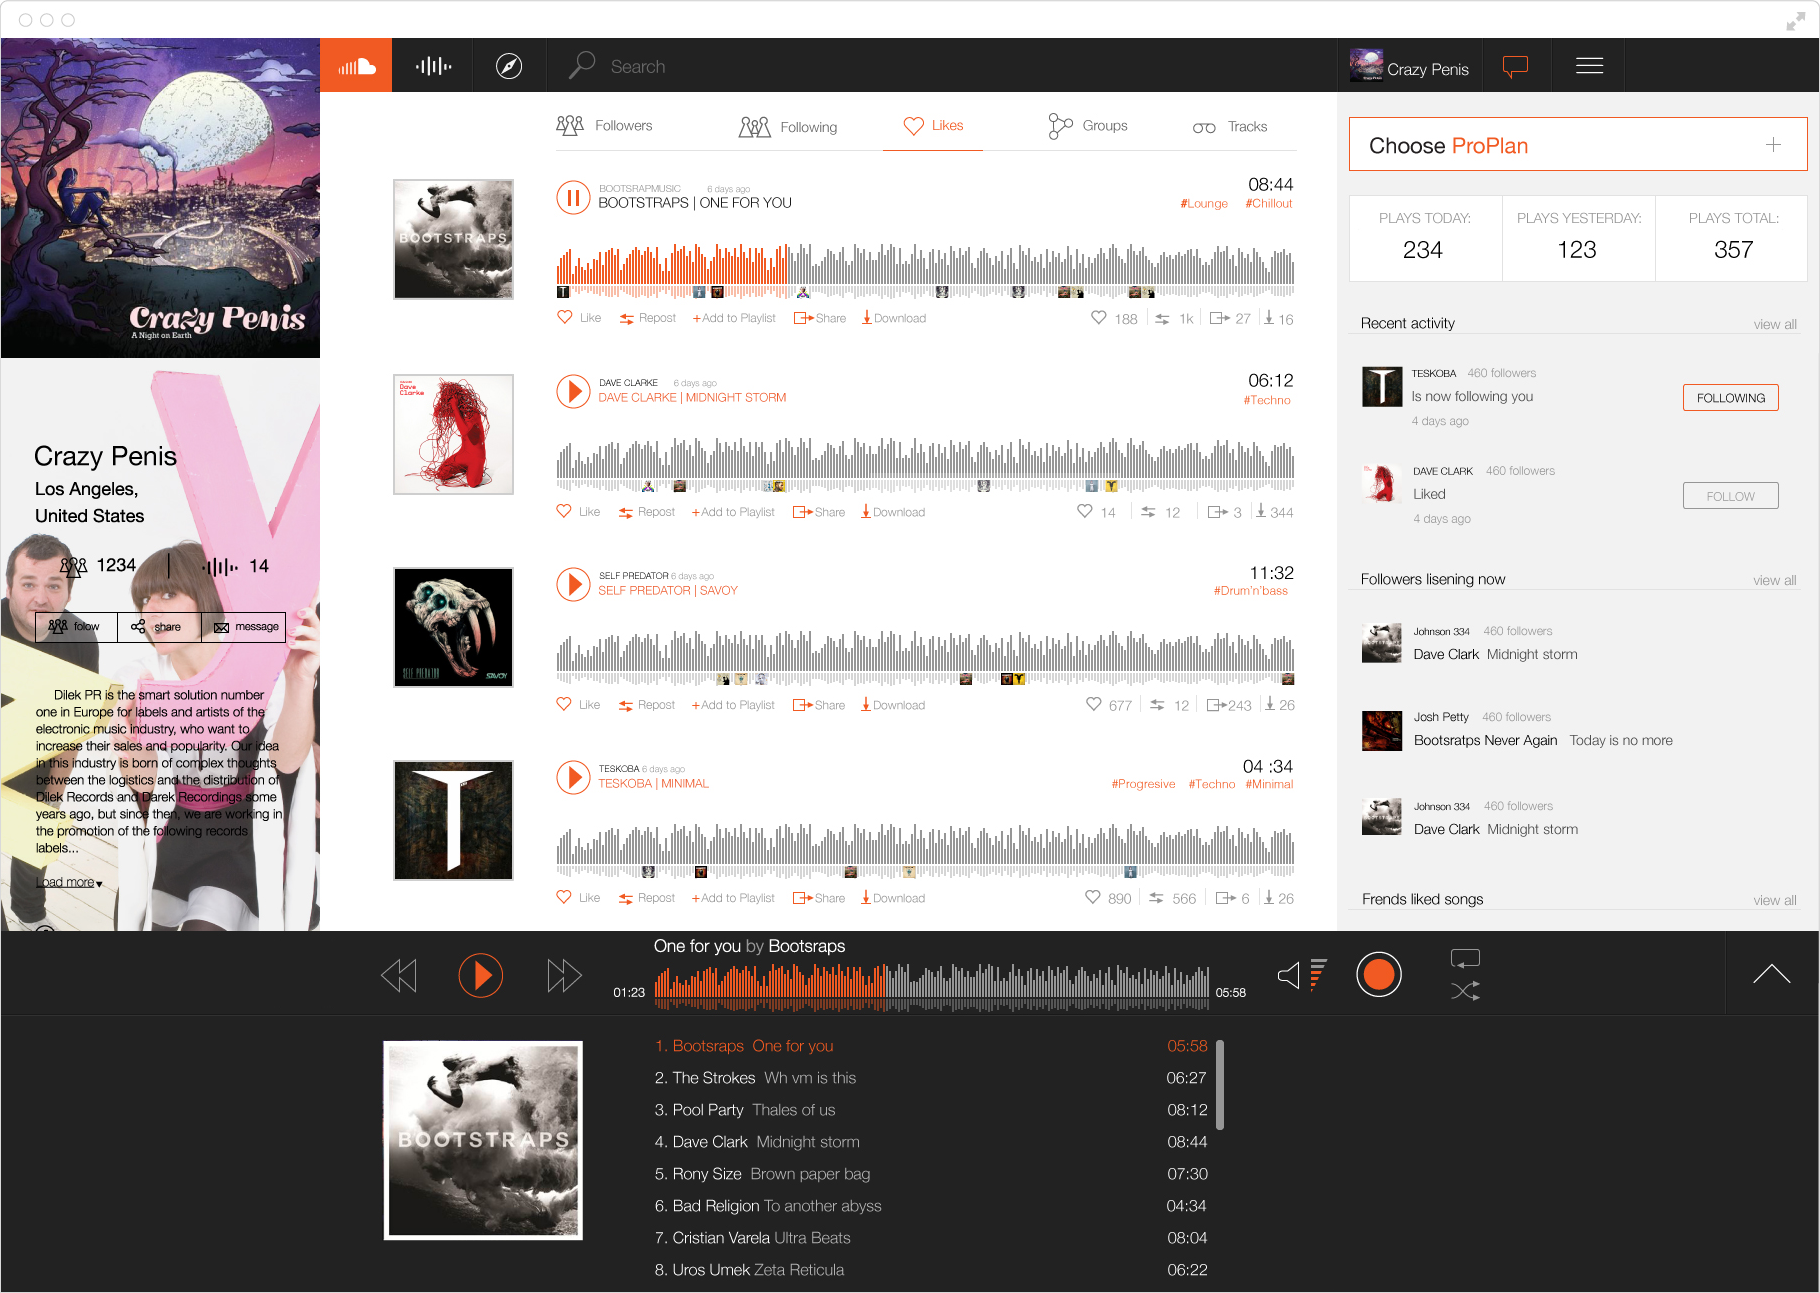 Search
Crazy Penis
Crazy Penis
A Night on Earth
Crazy Penis
Los Angeles,
United States
1234
14
folow
share
message
Dilek PR is the smart solution number
one in Europe for labels and artists of the
electronic music industry, who want to
increase their sales and popularity. Our idea
in this industry is born of complex thoughts
between the logistics and the distribution of
Dilek Records and Darek Recordings some
years ago, but since then, we are working in
the promotion of the following records
labels...
Load more
Followers
Following
Likes
Groups
Tracks
BOOTSTRAPS
BOOTSRAPMUSIC 6 days ago
BOOTSTRAPS | ONE FOR YOU
08:44
#Lounge #Chillout
Like Repost +Add to Playlist Share Download
188 1k 27 16
Dave
Clarke
DAVE CLARKE 6 days ago
DAVE CLARKE | MIDNIGHT STORM
06:12
#Techno
Like Repost +Add to Playlist Share Download
14 12 3 344
SELF PREDATOR SAVOY
SELF PREDATOR 6 days ago
SELF PREDATOR | SAVOY
11:32
#Drum'n'bass
Like Repost +Add to Playlist Share Download
677 12 243 26
TESKOBA 6 days ago
TESKOBA | MINIMAL
04 :34
#Progresive #Techno #Minimal
Like Repost +Add to Playlist Share Download
890 566 6 26
Choose ProPlan
PLAYS TODAY:
234
PLAYS YESTERDAY:
123
PLAYS TOTAL:
357
Recent activity
view all
TESKOBA 460 followers
Is now following you
4 days ago
FOLLOWING
DAVE CLARK 460 followers
Liked
4 days ago
FOLLOW
Followers lisening now
view all
Johnson 334 460 followers
Dave Clark Midnight storm
Josh Petty 460 followers
Bootsratps Never Again Today is no more
Johnson 334 460 followers
Dave Clark Midnight storm
Frends liked songs
view all
One for you by Bootsraps
01:23
05:58
BOOTSTRAPS
1. Bootsraps One for you 05:58
2. The Strokes Wh vm is this 06:27
3. Pool Party Thales of us 08:12
4. Dave Clark Midnight storm 08:44
5. Rony Size Brown paper bag 07:30
6. Bad Religion To another abyss 04:34
7. Cristian Varela Ultra Beats 08:04
8. Uros Umek Zeta Reticula 06:22